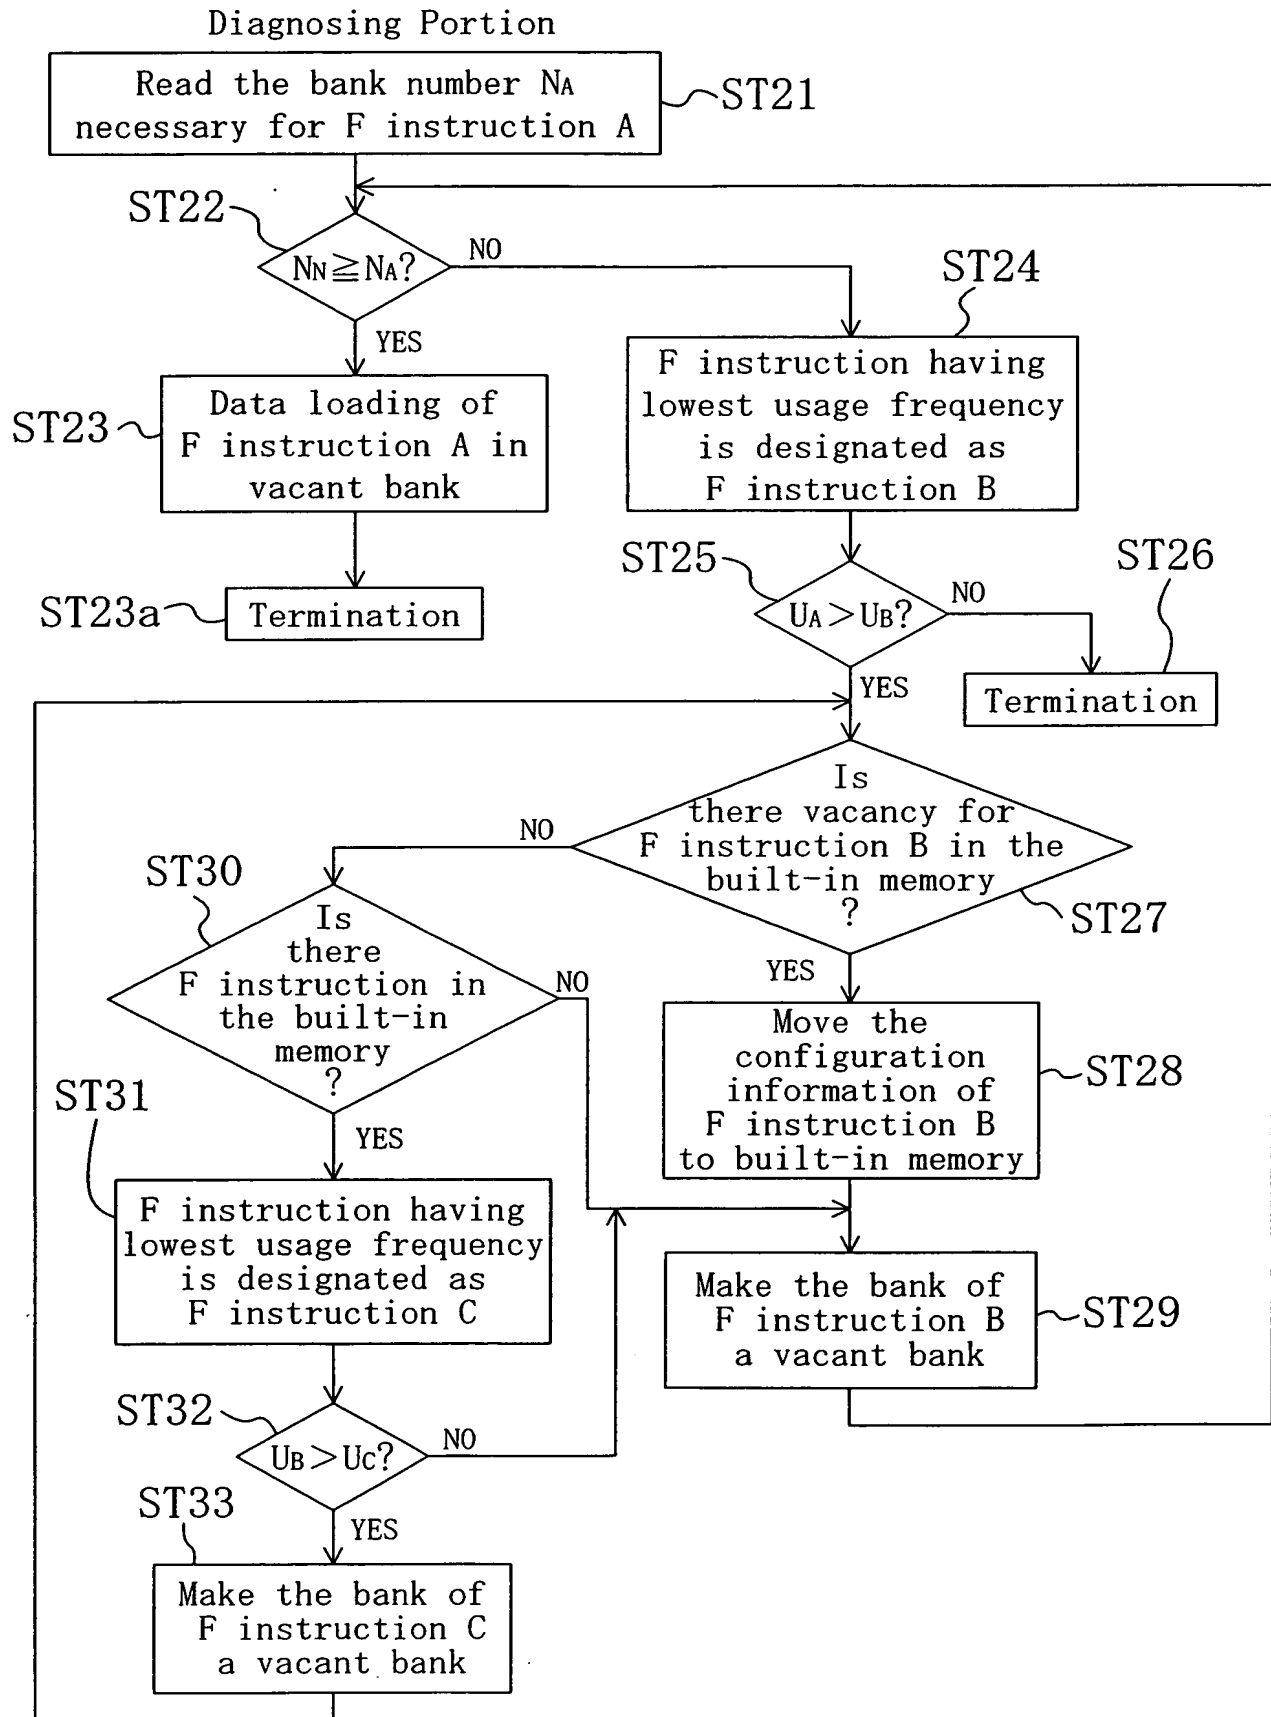 Diagnosing Portion
Read the bank number NA
necessary for F instruction A
ST21
ST22
NN≧NA?
NO
YES
ST24
F instruction having
lowest usage frequency
is designated as
F instruction B
ST23
Data loading of
F instruction A in
vacant bank
ST25
UA>UB?
NO
YES
ST26
Termination
ST23a
Termination
Is
there vacancy for
F instruction B in the
built-in memory
?
NO
YES
ST27
ST30
Is
there
F instruction in
the built-in
memory
?
NO
YES
Move the
configuration
information of
F instruction B
to built-in memory
ST28
ST31
F instruction having
lowest usage frequency
is designated as
F instruction C
Make the bank of
F instruction B
a vacant bank
ST29
ST32
UB>UC?
NO
YES
ST33
Make the bank of
F instruction C
a vacant bank